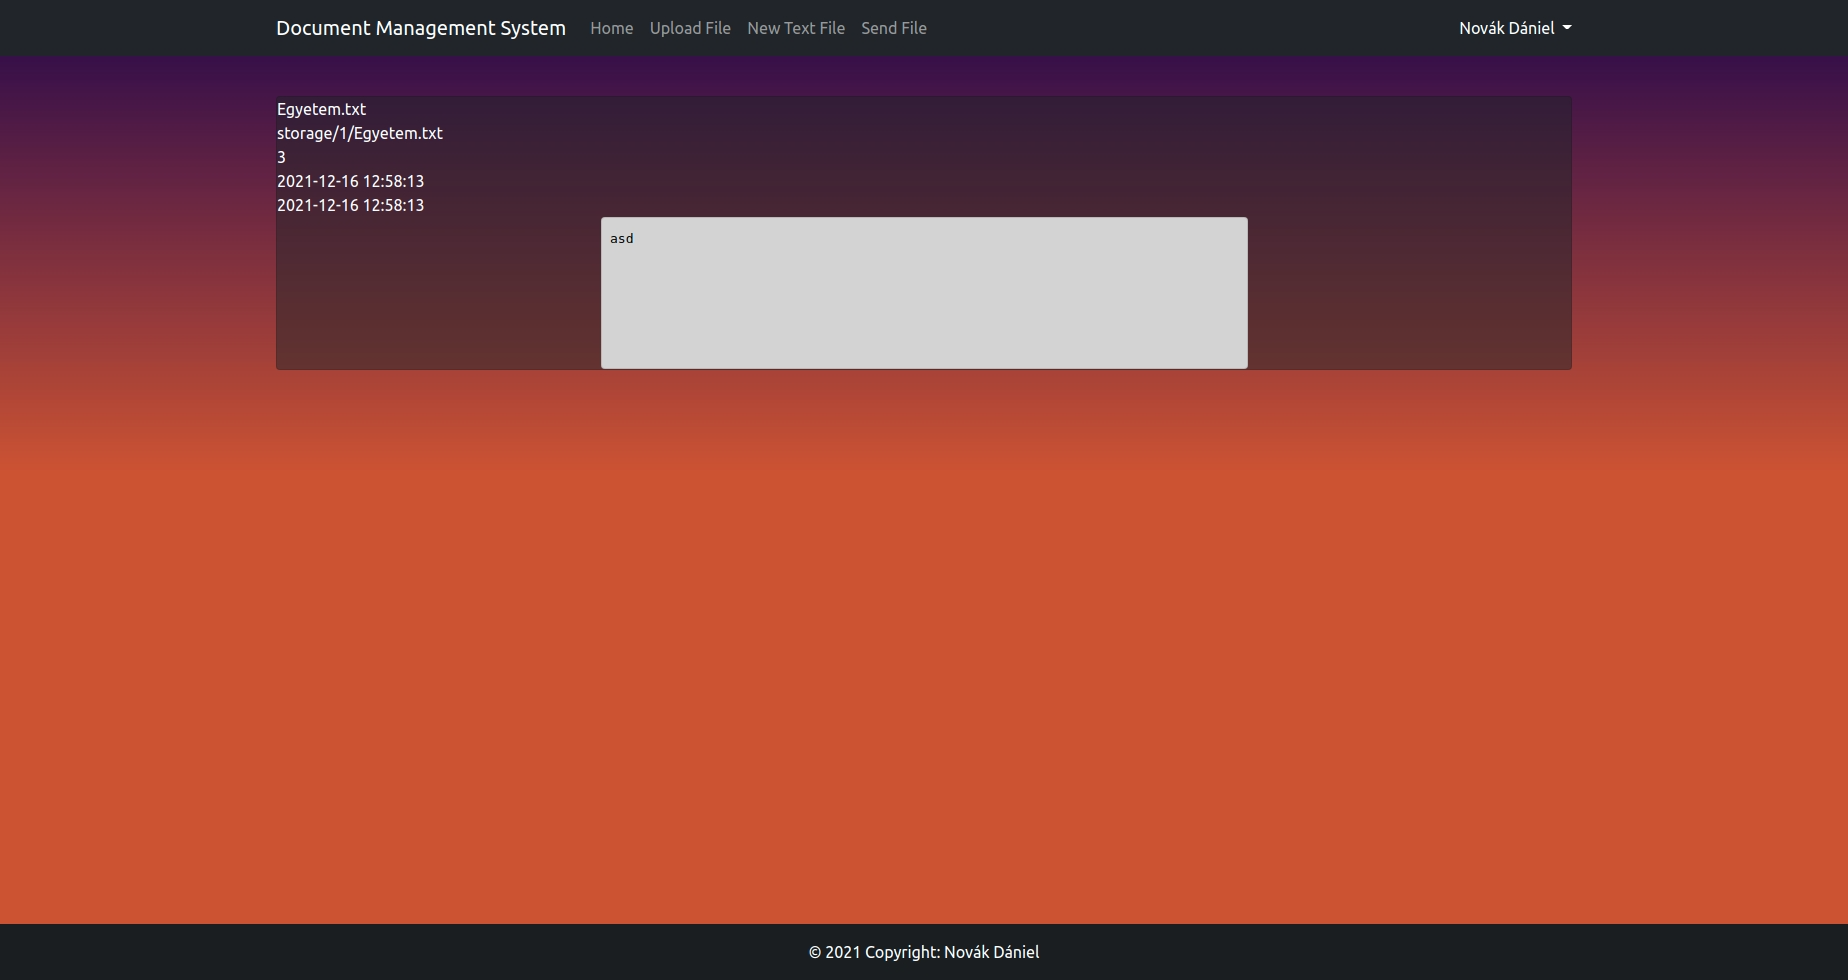 Document Management System Home Upload File New Text File Send File Novák Dániel
Egyetem.txt
storage/1/Egyetem.txt
3
2021-12-16 12:58:13
2021-12-16 12:58:13
asd
© 2021 Copyright: Novák Dániel